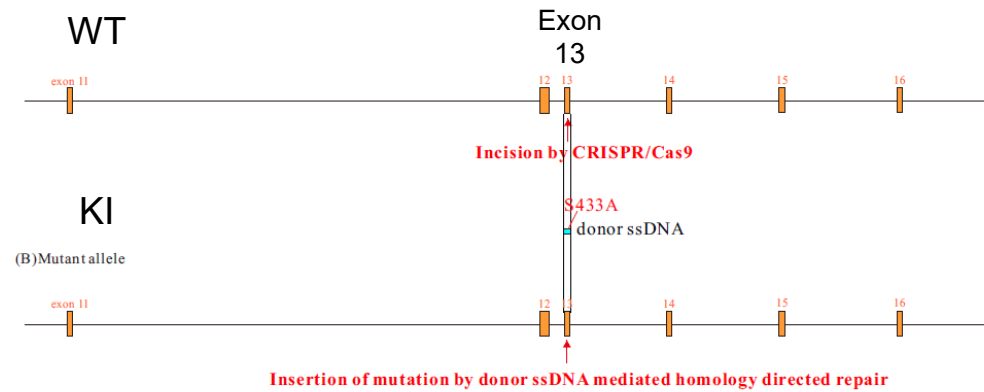 WT
Exon
13
exon 11
12
13
14
15
16
Incision by CRISPR/Cas9
S433A
donor ssDNA
KI
(B)Mutant allele
exon 11
12
13
14
15
16
Insertion of mutation by donor ssDNA mediated homology directed repair